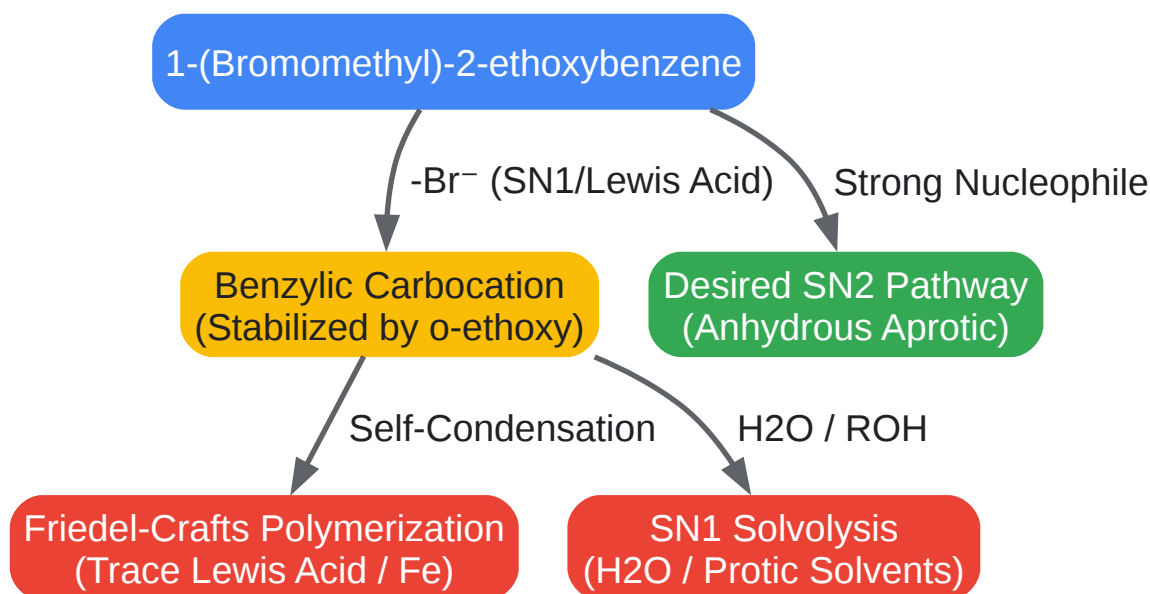 1-(Bromomethyl)-2-ethoxybenzene
-Br⁻ (SN1/Lewis Acid)
Strong Nucleophile
Benzylic Carbocation
(Stabilized by o-ethoxy)
Desired SN2 Pathway
(Anhydrous Aprotic)
Self-Condensation
H2O / ROH
Friedel-Crafts Polymerization
(Trace Lewis Acid / Fe)
SN1 Solvolysis
(H2O / Protic Solvents)